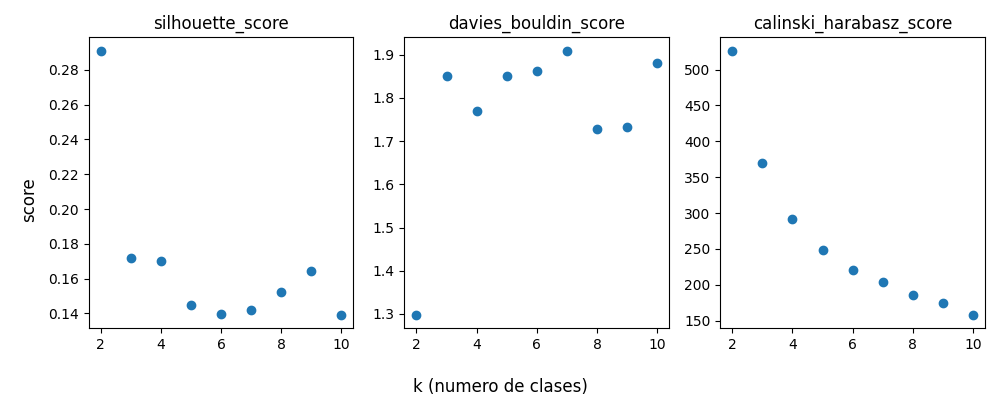 silhouette_score
davies_bouldin_score
calinski_harabasz_score
score
0.28
0.26
0.24
0.22
0.20
0.18
0.16
0.14
2 4 6 8 10
1.9
1.8
1.7
1.6
1.5
1.4
1.3
2 4 6 8 10
500
450
400
350
300
250
200
150
2 4 6 8 10
k (numero de clases)